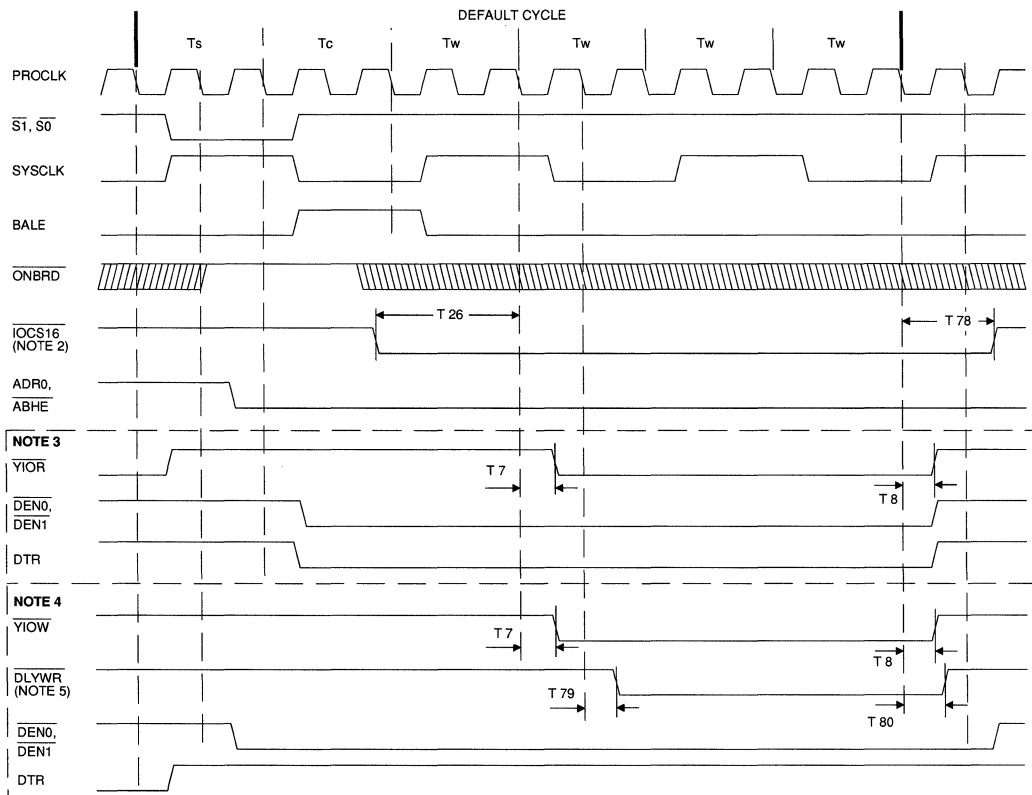 DEFAULT CYCLE
Ts Tc Tw Tw Tw Tw
PROCLK
S1, S0
SYSCLK
BALE
ONBRD
T 26
T 78
IOCS16
(NOTE 2)
ADR0,
ABHE
NOTE 3
YIOR
T 7
T 8
DEN0,
DEN1
DTR
NOTE 4
YIOW
T 7
T 8
DLYWR
(NOTE 5)
T 79
T 80
DEN0,
DEN1
DTR